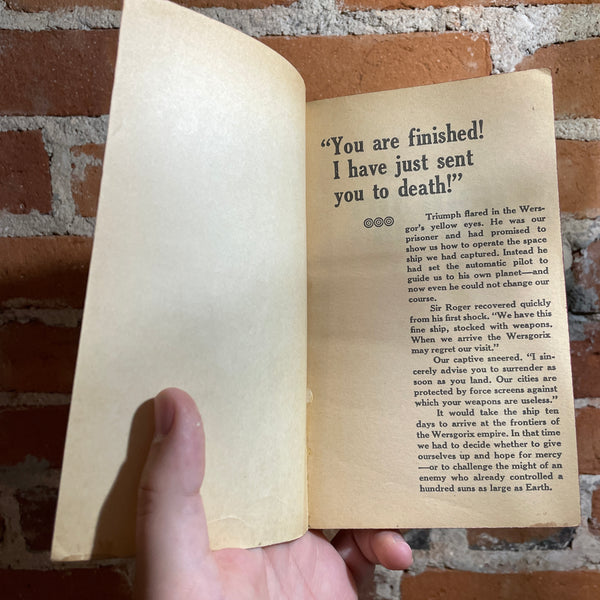 “You are finished!
I have just sent
you to death!”
Triumph flared in the Wers-
gor's yellow eyes. He was our
prisoner and had promised to
show us how to operate the space
ship we had captured. Instead he
had set the automatic pilot to
guide us to his own planet—and
now even he could not change our
course.
Sir Roger recovered quickly
from his first shock. “We have this
fine ship, stocked with weapons.
When we arrive the Wersgorix
may regret our visit.”
Our captive sneered. “I sin-
cerely advise you to surrender as
soon as you land. Our cities are
protected by force screens against
which your weapons are useless.”
It would take the ship ten
days to arrive at the frontiers of
the Wersgorix empire. In that time
we had to decide whether to give
ourselves up and hope for mercy
—or to challenge the might of an
enemy who already controlled a
hundred suns as large as Earth.